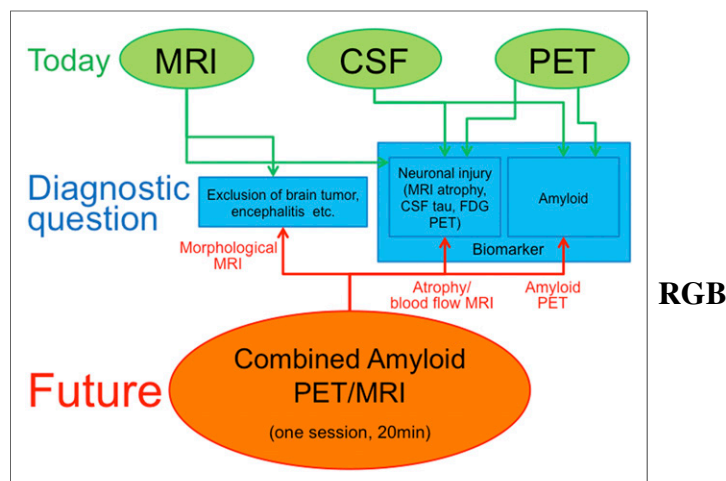 Today
MRI
CSF
PET
Diagnostic
question
Exclusion of brain tumor,
encephalitis etc.
Neuronal injury
(MRI atrophy,
CSF tau, FDG
PET)
Amyloid
Biomarker
Morphological
MRI
Atrophy/
blood flow MRI
Amyloid
PET
RGB
Future
Combined Amyloid
PET/MRI
(one session, 20min)